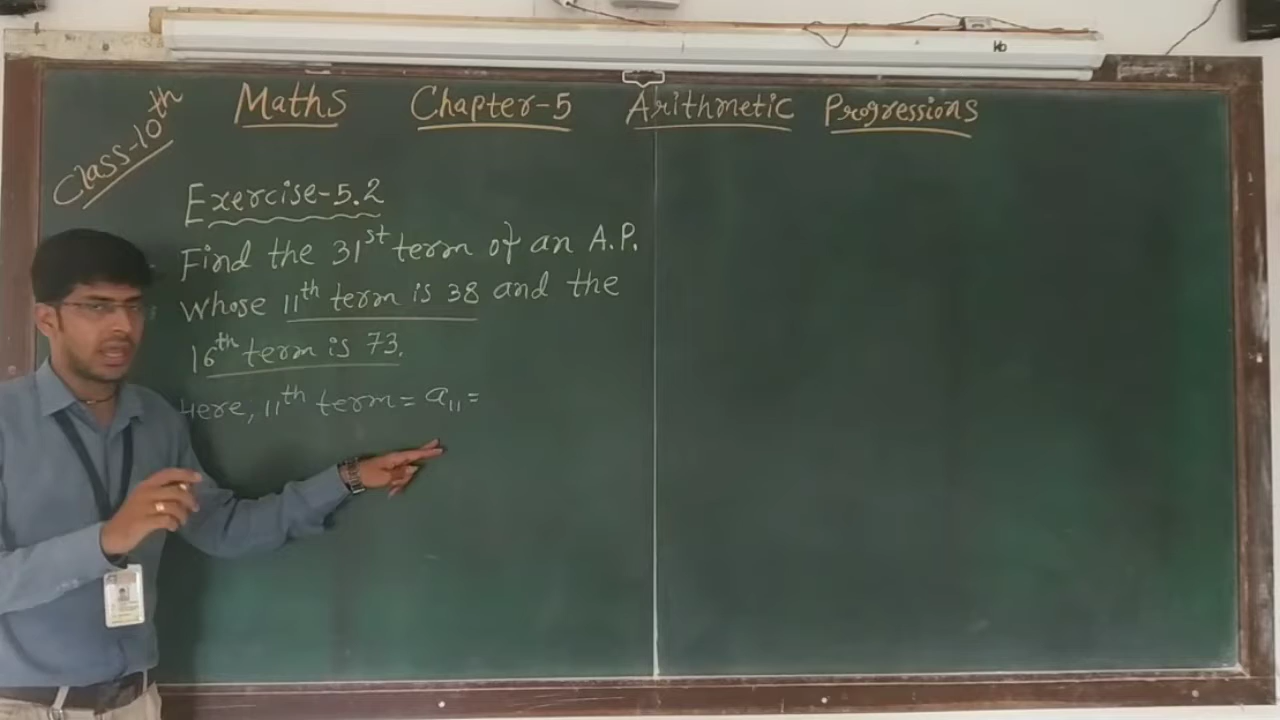 Class-10th
Maths Chapter-5 Arithmetic Progressions
Exercise-5.2
Find the 31st term of an A.P.
whose 11th term is 38 and the
16th term is 73.
Here, 11th term = a11 =